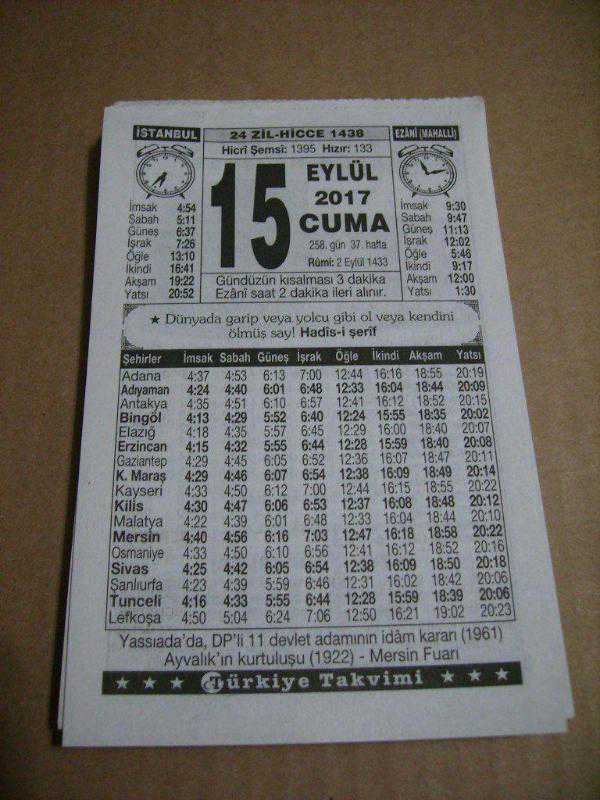 İSTANBUL
24 ZİL-HİCCE 1438
EZÂNİ (MAHALLİ)
Hicrî Şemsî: 1395 Hızır: 133
15
EYLÜL
2017
CUMA
258. gün 37. hafta
Rûmî: 2 Eylül 1433
İmsak 4:54
Sabah 5:11
Güneş 6:37
İşrak 7:26
Öğle 13:10
İkindi 16:41
Akşam 19:22
Yatsı 20:52
İmsak 9:30
Sabah 9:47
Güneş 11:13
İşrak 12:02
Öğle 5:46
İkindi 9:17
Akşam 12:00
Yatsı 1:30
Gündüzün kısalması 3 dakika
Ezânî saat 2 dakika ileri alınır.
★ Dünyada garip veya yolcu gibi ol veya kendini
ölmüş say! Hadîs-i şerîf
Şehirler İmsak Sabah Güneş İşrak Öğle İkindi Akşam Yatsı
Adana 4:37 4:53 6:13 7:00 12:44 16:16 18:55 20:19
Adıyaman 4:24 4:40 6:01 6:48 12:33 16:04 18:44 20:09
Antakya 4:35 4:51 6:10 6:57 12:41 16:12 18:52 20:15
Bingöl 4:13 4:29 5:52 6:40 12:24 15:55 18:35 20:02
Elazığ 4:18 4:35 5:57 6:45 12:29 16:00 18:40 20:07
Erzincan 4:15 4:32 5:55 6:44 12:28 15:59 18:40 20:08
Gaziantep 4:29 4:45 6:05 6:52 12:36 16:07 18:47 20:11
K. Maraş 4:29 4:46 6:07 6:54 12:38 16:09 18:49 20:14
Kayseri 4:33 4:50 6:12 7:00 12:44 16:15 18:55 20:22
Kilis 4:30 4:47 6:06 6:53 12:37 16:08 18:48 20:12
Malatya 4:22 4:39 6:01 6:48 12:33 16:04 18:44 20:10
Mersin 4:40 4:56 6:16 7:03 12:47 16:18 18:58 20:22
Osmaniye 4:33 4:50 6:10 6:56 12:41 16:12 18:52 20:16
Sivas 4:25 4:42 6:05 6:54 12:38 16:09 18:50 20:18
Şanlıurfa 4:23 4:39 5:59 6:46 12:31 16:02 18:42 20:06
Tunceli 4:16 4:33 5:55 6:44 12:28 15:59 18:39 20:06
Lefkoşa 4:50 5:04 6:24 7:06 12:50 16:21 19:02 20:23
Yassıada'da, DP'li 11 devlet adamının idâm kararı (1961)
Ayvalık'ın kurtuluşu (1922) - Mersin Fuarı
★ ★ ★ Türkiye Takvimi ★ ★ ★